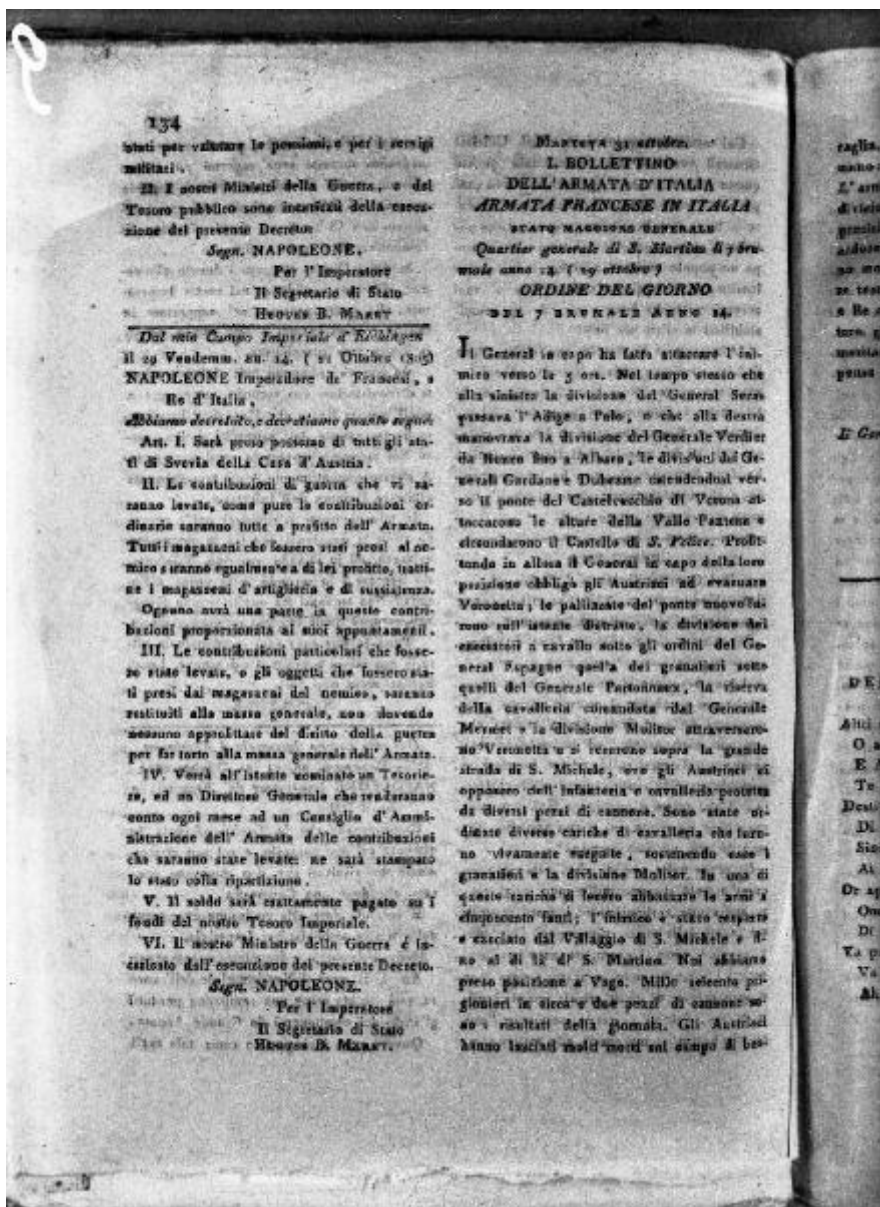 134
stati per valutare le pensioni, e per i servigi
militari.
II. I nostri Ministri della Guerra, e del
Tesoro pubblico sono incaricati della esecu-
zione del presente Decreto:
Segn. NAPOLEONE.
Per l'Imperatore
Il Segretario di Stato
HUGUES B. MARET
Dal mio Campo Imperiale d'Elchingen
il 29 Vendemm. an. 14. ( 21 Ottobre 1805)
NAPOLEONE Imperadore de' Francesi, e
Re d'Italia,
Abbiamo decretato, e decretiamo quanto segue:
Art. I. Sarà preso possesso di tutti gli sta-
ti di Svevia della Casa d'Austria.
II. Le contribuzioni di guerra che vi sa-
ranno levate, come pure le contribuzioni or-
dinarie saranno tutte a profitto dell' Armata.
Tutti i magazzeni che fossero stati presi al ne-
mico saranno egualmente a di lei profitto, tratti-
ne i magazzeni d'artiglieria e di sussistenza.
Ognuno avrà una parte in queste contri-
buzioni proporzionata ai suoi appuntamenti.
III. Le contribuzioni particolari che fosse-
ro state levate, o gli oggetti che fossero sta-
ti presi dai magazzeni del nemico, saranno
restituiti alla massa generale, non dovendo
nessuno approfittare del diritto della guerra
per far torto alla massa generale dell' Armata.
IV. Verrà all'istante nominato un Tesorie-
re, ed un Direttore Generale che renderanno
conto ogni mese ad un Consiglio d'Ammi-
nistrazione dell' Armata delle contribuzioni
che saranno state levate: ne sarà stampato
lo stato colla ripartizione.
V. Il soldo sarà esattamente pagato su i
fondi del nostro Tesoro Imperiale.
VI. Il nostro Ministro della Guerra è in-
caricato dall'esecuzione del presente Decreto.
Segn. NAPOLEONE.
Per l'Imperatore
Il Segretario di Stato
HUGUES B. MARET.
MANTOVA 31 ottobre.
I. BOLLETTINO
DELL'ARMATA D'ITALIA
ARMATA FRANCESE IN ITALIA
STATO MAGGIORE GENERALE
Quartier generale di S. Martino li 7 bru-
male anno 14. ( 29 ottobre )
ORDINE DEL GIORNO
DEL 7 BRUMALE ANNO 14.
Il General in capo ha fatto attaccare l'ini-
mico verso le 5 ore. Nel tempo stesso che
alla sinistra la divisione del General Seras
passava l'Adige a Polo, e che alla destra
manovrava la divisione del Generale Verdier
da Ronco fino a Albaro, le divisioni dei Ge-
nerali Gardane e Duhesme estendendosi ver-
so il ponte del Castelvecchio di Verona at-
taccarono le alture della Valle Pantena e
circondarono il Castello di S. Felice. Profit-
tando in allora il General in capo della loro
posizione obbligò gli Austriaci ad evacuare
Veronetta; le pallizzate del ponte nuovo fu-
rono sull'istante distrutte, la divisione dei
cacciatori a cavallo sotto gli ordini del Ge-
neral Espagne quella dei granatieri sotto
quelli del Generale Partonnaux, la riserva
della cavalleria comandata dal Generale
Mermet e la divisione Molitor attraversaro-
no Veronetta e si recarono sopra la grande
strada di S. Michele, ove gli Austriaci si
opposero dell'infanteria e cavalleria protetta
da diversi pezzi di cannone. Sono state or-
dinate diverse cariche di cavalleria che furo-
no vivamente eseguite, sostenendo esse i
granatieri e la divisione Molitor. In una di
queste cariche si fecero abbassare le armi a
cinquecento fanti; l'inimico è stato respinto
e cacciato dal Villaggio di S. Michele e fi-
no al di là di S. Martino. Noi abbiamo
preso posizione a Vago. Mille seicento pri-
gionieri in circa e due pezzi di cannone so-
no i risultati della giornata. Gli Austriaci
hanno lasciati molti morti sul campo di bat-
taglia.
mano
L'arm
divisio